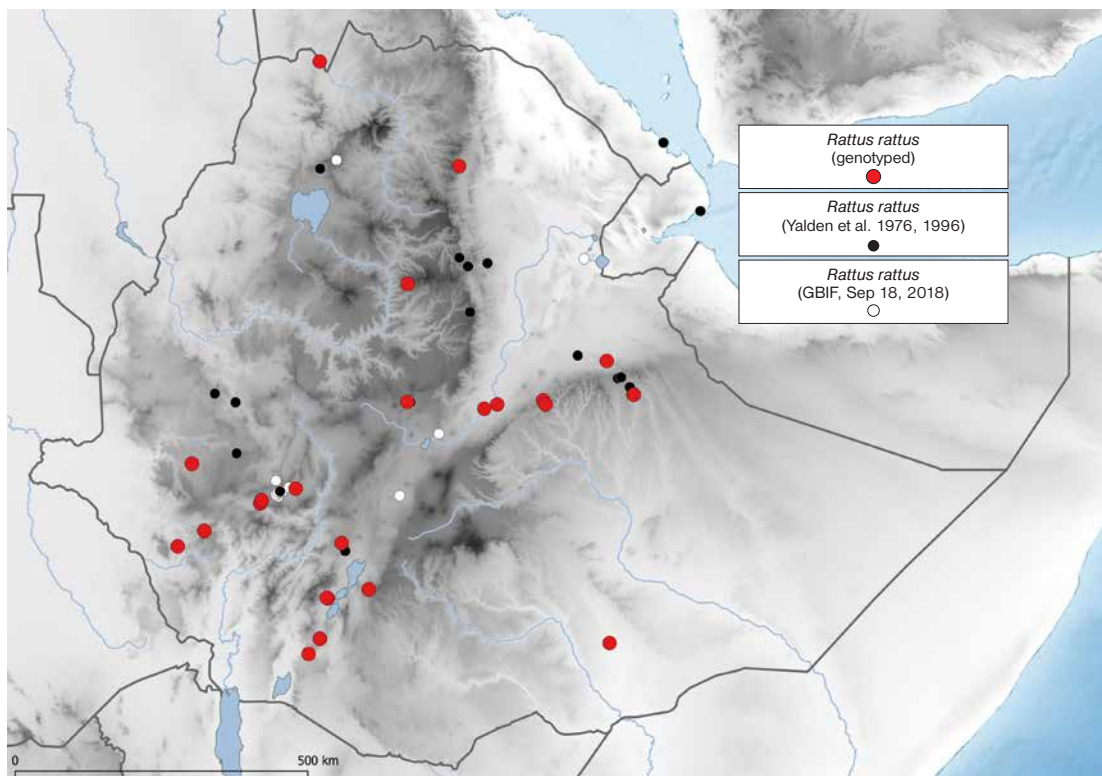 Rattus rattus
(genotyped)
Rattus rattus
(Yalden et al. 1976, 1996)
Rattus rattus
(GBIF, Sep 18, 2018)
0
500 km